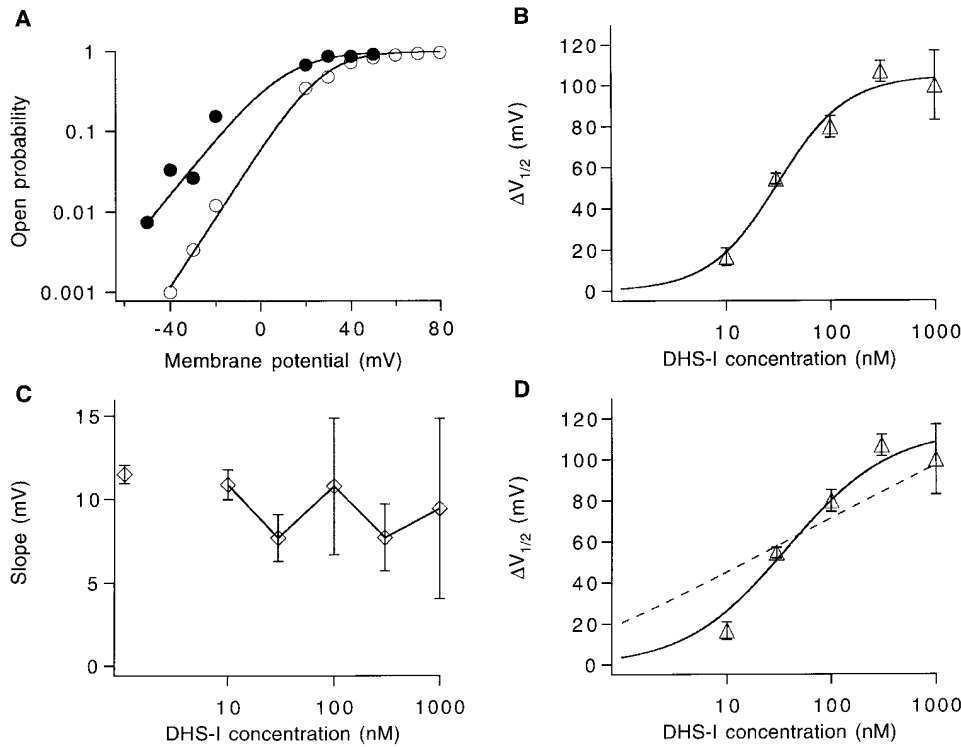 A
Open probability
1
0.1
0.01
0.001
-40 0 40 80
Membrane potential (mV)
B
ΔV1/2 (mV)
120
100
80
60
40
20
0
10 100 1000
DHS-I concentration (nM)
C
Slope (mV)
15
10
5
0
10 100 1000
DHS-I concentration (nM)
D
ΔV1/2 (mV)
120
100
80
60
40
20
0
10 100 1000
DHS-I concentration (nM)